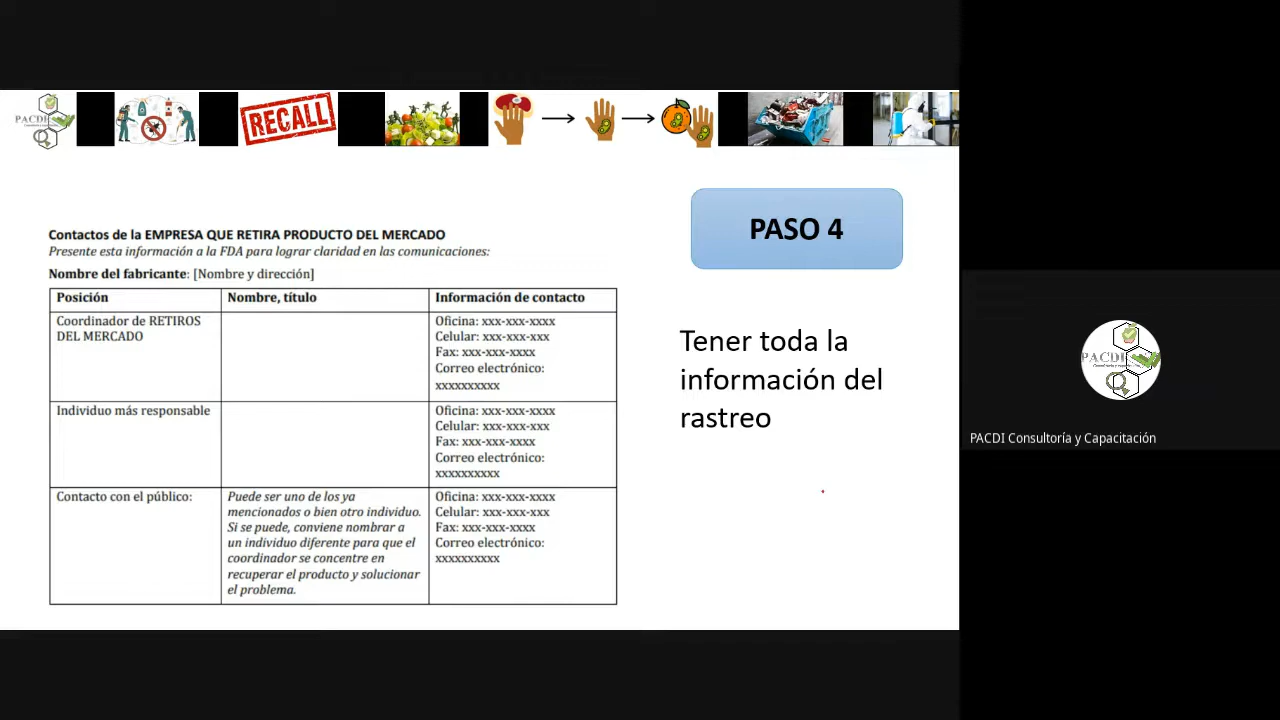 PACDI
RECALL
PASO 4
Contactos de la EMPRESA QUE RETIRA PRODUCTO DEL MERCADO
Presente esta información a la FDA para lograr claridad en las comunicaciones:
Nombre del fabricante: [Nombre y dirección]
Posición
Nombre, título
Información de contacto
Coordinador de RETIROS
DEL MERCADO
Oficina: xxx-xxx-xxxx
Celular: xxx-xxx-xxx
Fax: xxx-xxx-xxxx
Correo electrónico:
xxxxxxxxxx
Individuo más responsable
Oficina: xxx-xxx-xxxx
Celular: xxx-xxx-xxx
Fax: xxx-xxx-xxxx
Correo electrónico:
xxxxxxxxxx
Contacto con el público:
Puede ser uno de los ya
mencionados o bien otro individuo.
Si se puede, conviene nombrar a
un individuo diferente para que el
coordinador se concentre en
recuperar el producto y solucionar
el problema.
Oficina: xxx-xxx-xxxx
Celular: xxx-xxx-xxx
Fax: xxx-xxx-xxxx
Correo electrónico:
xxxxxxxxxx
Tener toda la
información del
rastreo
PACDI
PACDI Consultoría y Capacitación